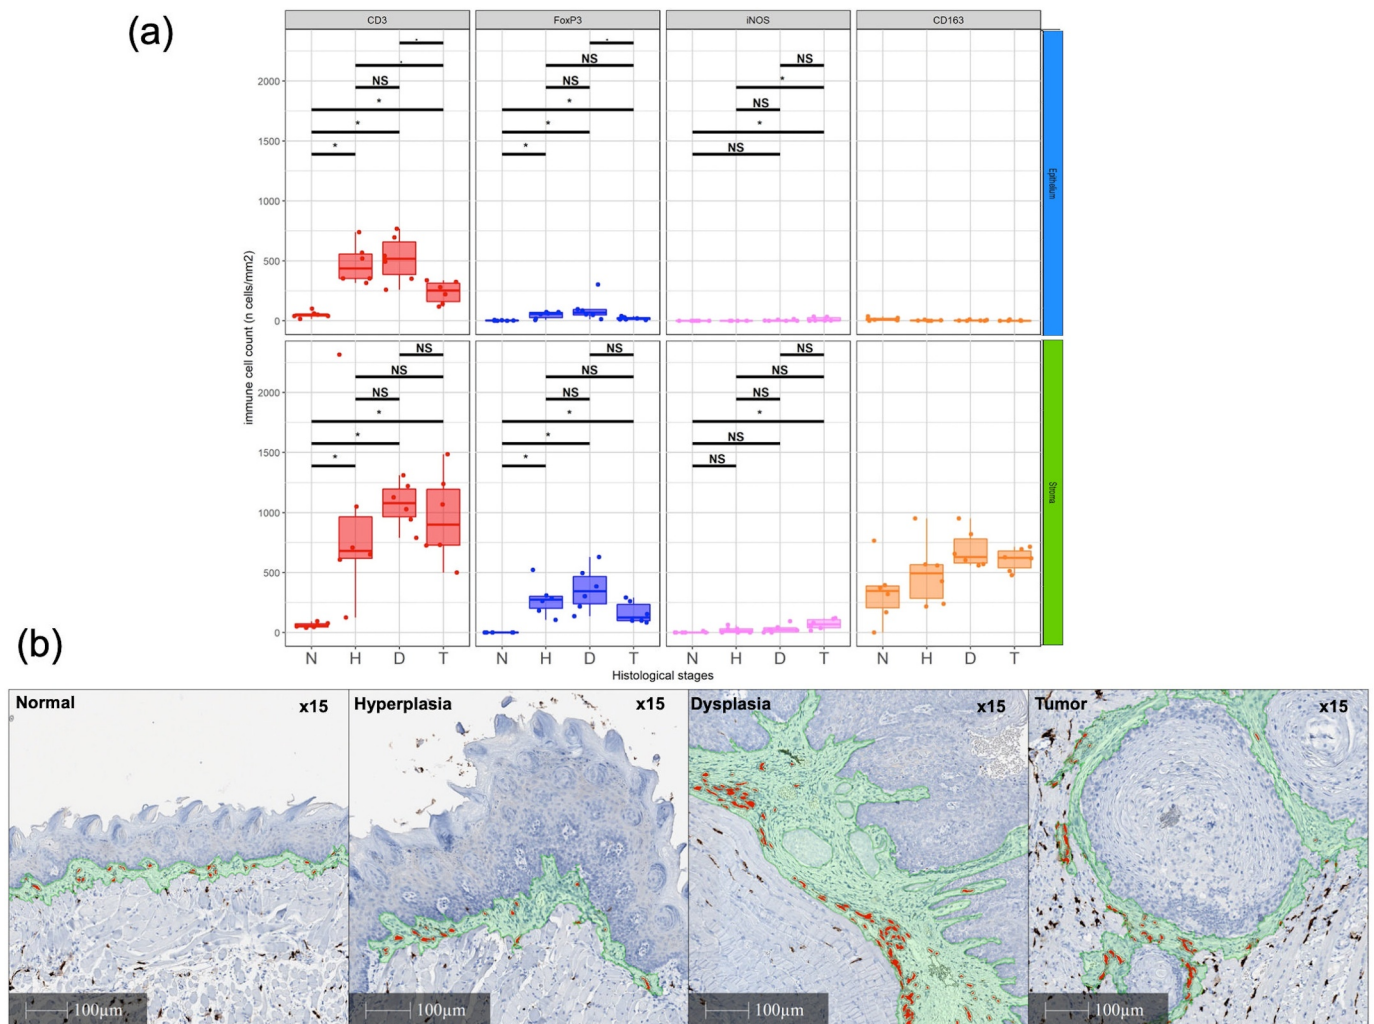 (a)
CD3 FoxP3 iNOS CD163
immune cell count (n cells/mm2)
2000
1500
1000
500
0
. . NS * * *
. NS NS * * *
NS * NS * NS
Epithelium
2000
1500
1000
500
0
NS NS NS * * *
NS NS NS * * *
NS NS NS * NS NS
Stroma
N H D T N H D T N H D T N H D T
Histological stages
(b)
Normal x15 Hyperplasia x15 Dysplasia x15 Tumor x15
100µm 100µm 100µm 100µm